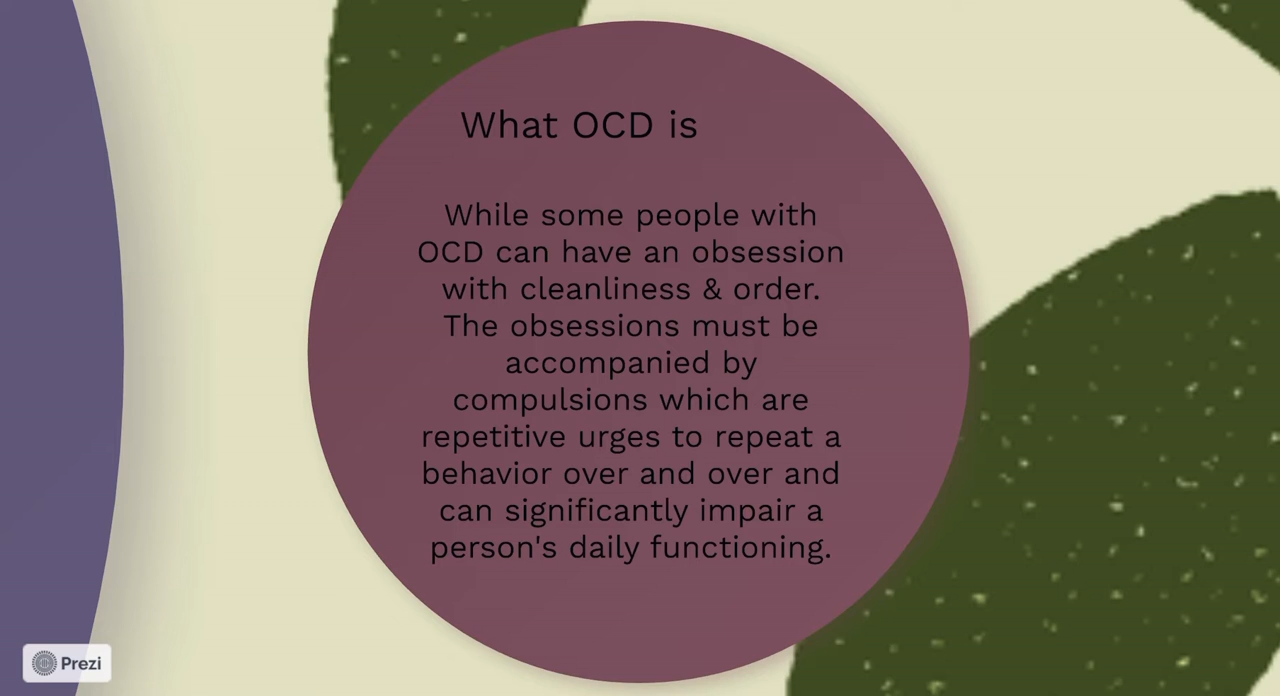 What OCD is
While some people with
OCD can have an obsession
with cleanliness & order.
The obsessions must be
accompanied by
compulsions which are
repetitive urges to repeat a
behavior over and over and
can significantly impair a
person's daily functioning.
Prezi